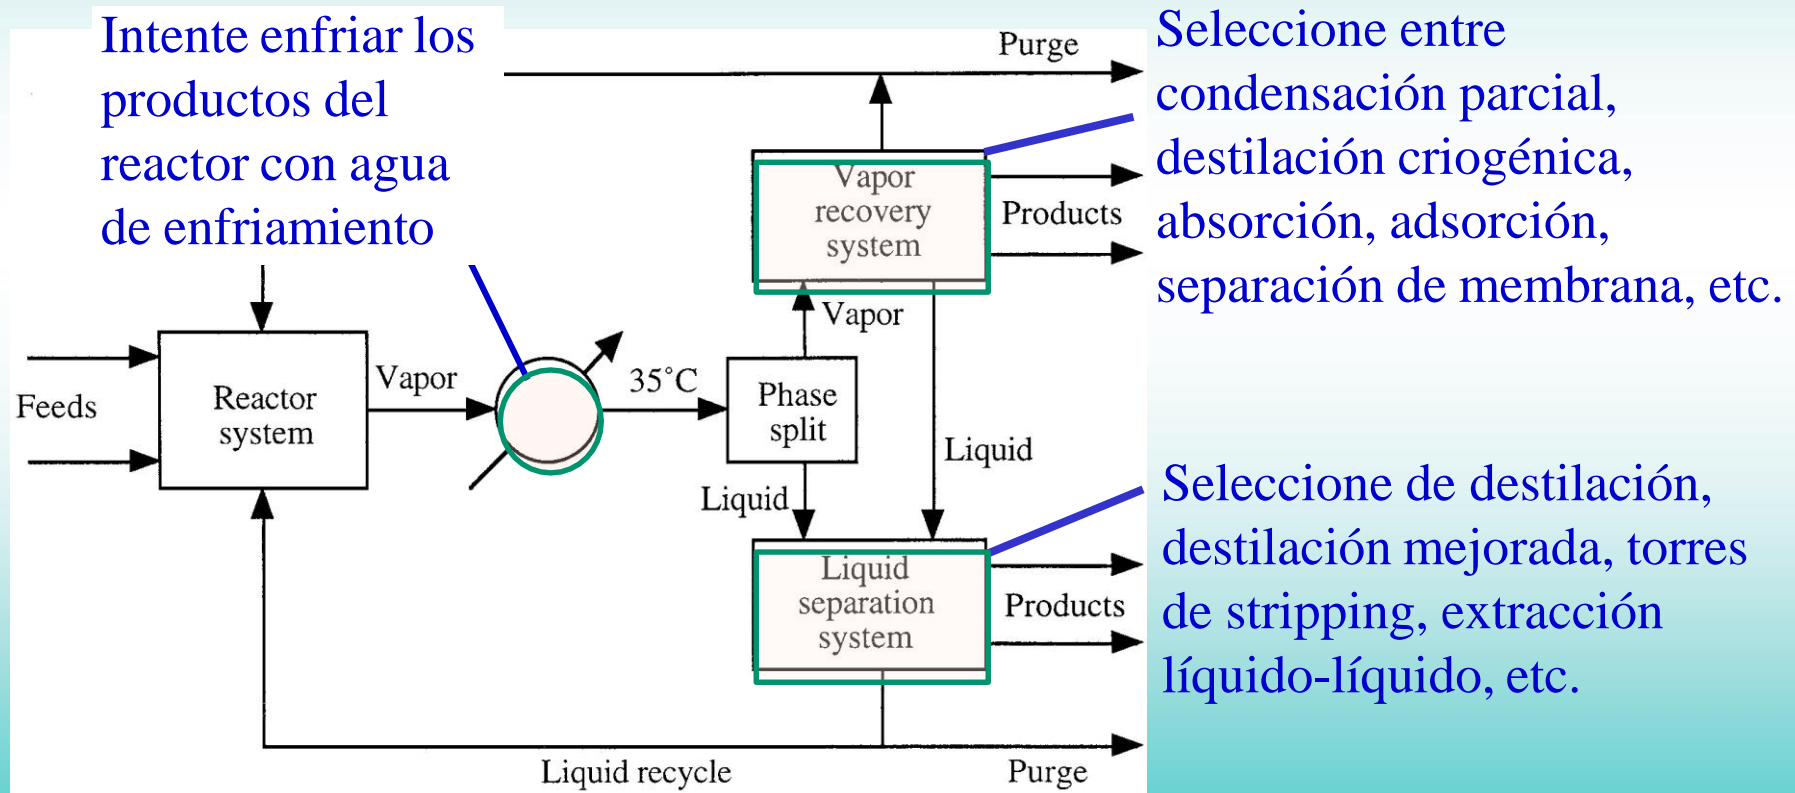 Intente enfriar los
productos del
reactor con agua
de enfriamiento
Purge
Seleccione entre
condensación parcial,
destilación criogénica,
absorción, adsorción,
separación de membrana, etc.
Vapor
recovery
system
Products
Vapor
Feeds
Reactor
system
Vapor
35°C
Phase
split
Liquid
Liquid
Liquid
separation
system
Products
Seleccione de destilación,
destilación mejorada, torres
de stripping, extracción
líquido-líquido, etc.
Liquid recycle
Purge